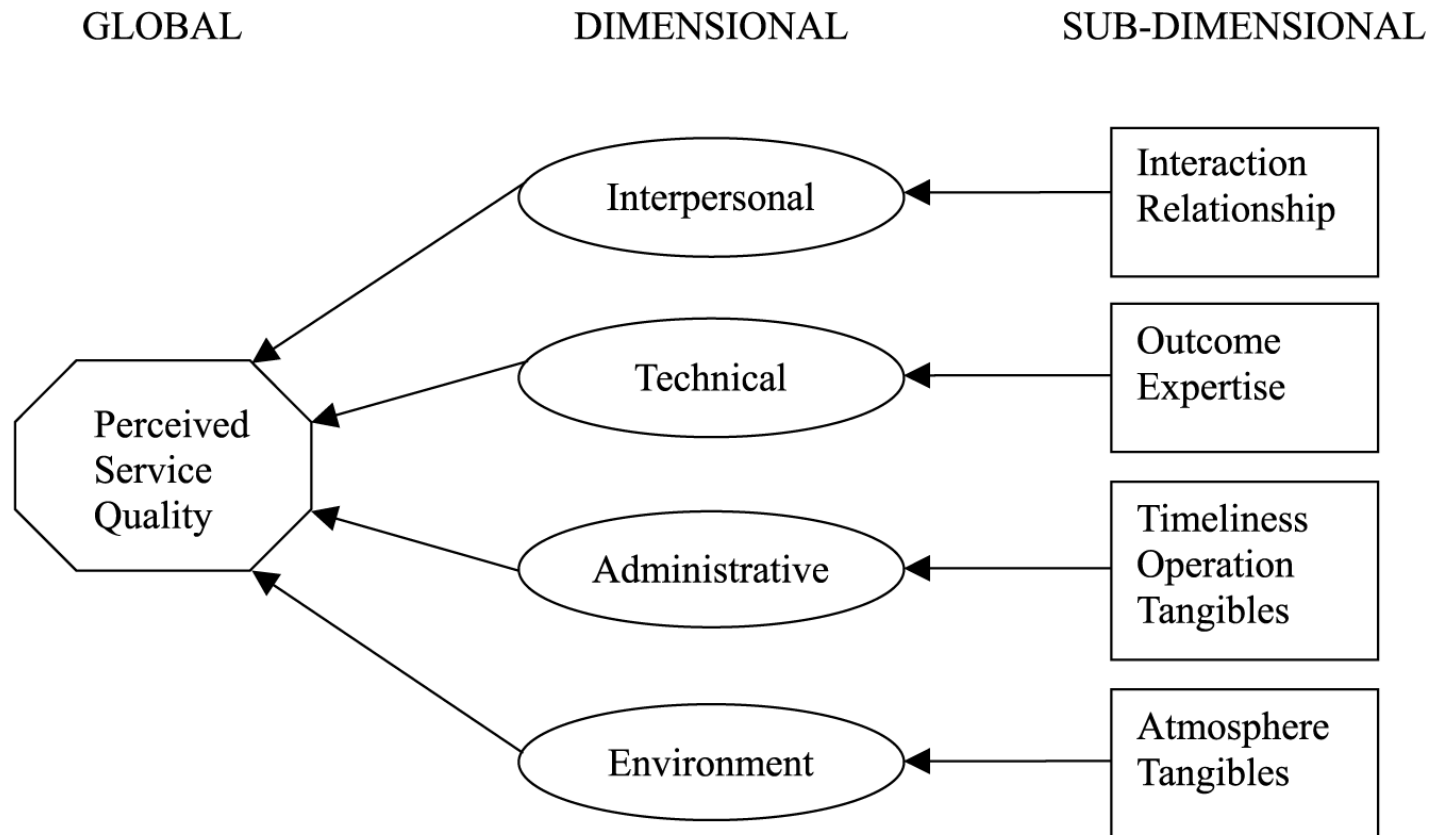 GLOBAL
DIMENSIONAL
SUB-DIMENSIONAL
Interpersonal
Interaction
Relationship
Technical
Outcome
Expertise
Perceived
Service
Quality
Administrative
Timeliness
Operation
Tangibles
Environment
Atmosphere
Tangibles